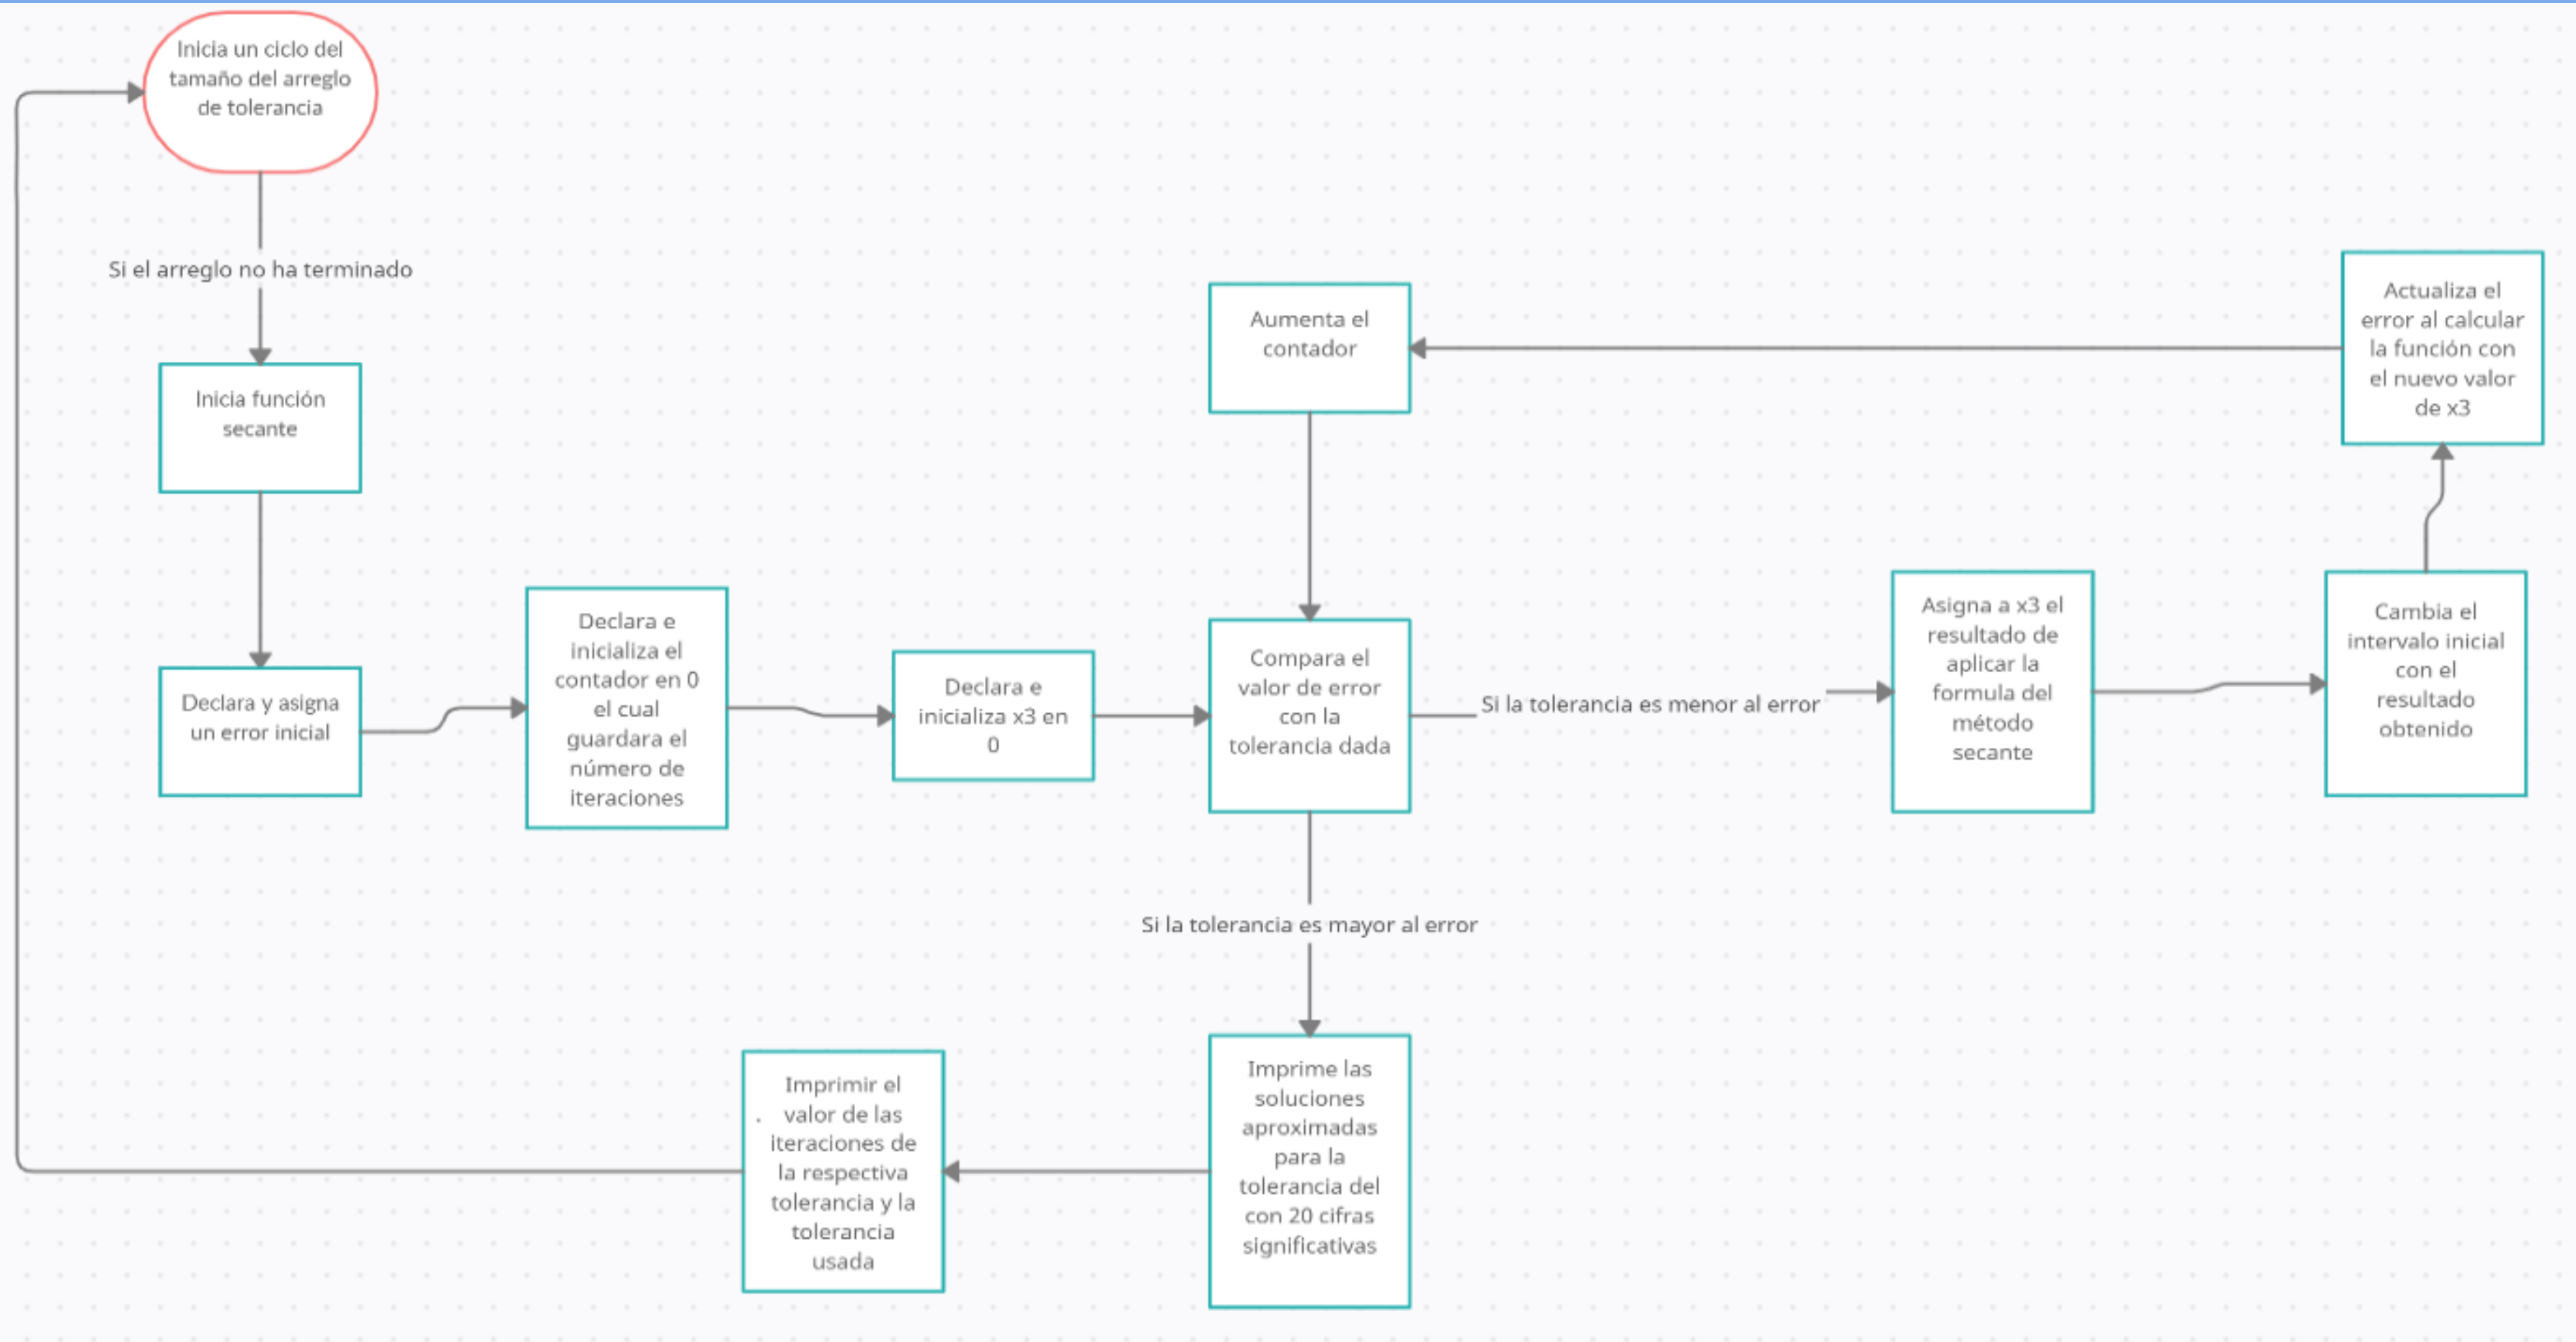 Inicia un ciclo del
tamaño del arreglo
de tolerancia
Si el arreglo no ha terminado
Inicia función
secante
Declara y asigna
un error inicial
Declara e
inicializa el
contador en 0
el cual
guardara el
número de
iteraciones
Declara e
inicializa x3 en
0
Compara el
valor de error
con la
tolerancia dada
Si la tolerancia es menor al error
Asigna a x3 el
resultado de
aplicar la
formula del
método
secante
Cambia el
intervalo inicial
con el
resultado
obtenido
Actualiza el
error al calcular
la función con
el nuevo valor
de x3
Aumenta el
contador
Si la tolerancia es mayor al error
Imprime las
soluciones
aproximadas
para la
tolerancia del
con 20 cifras
significativas
Imprimir el
. valor de las
iteraciones de
la respectiva
tolerancia y la
tolerancia
usada